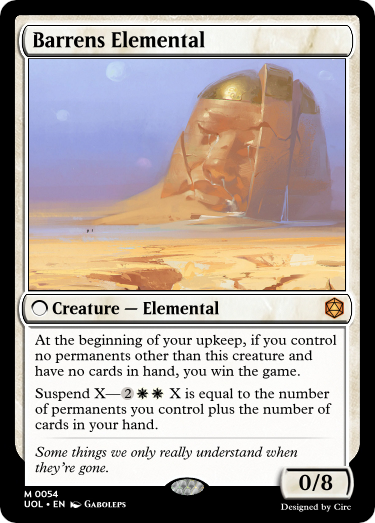 Barrens Elemental
Creature — Elemental
At the beginning of your upkeep, if you control
no permanents other than this creature and
have no cards in hand, you win the game.
Suspend X—2 X is equal to the number
of permanents you control plus the number of
cards in your hand.
Some things we only really understand when
they're gone.
0/8
M 0054
UOL • EN Gaboleps
Designed by Circ